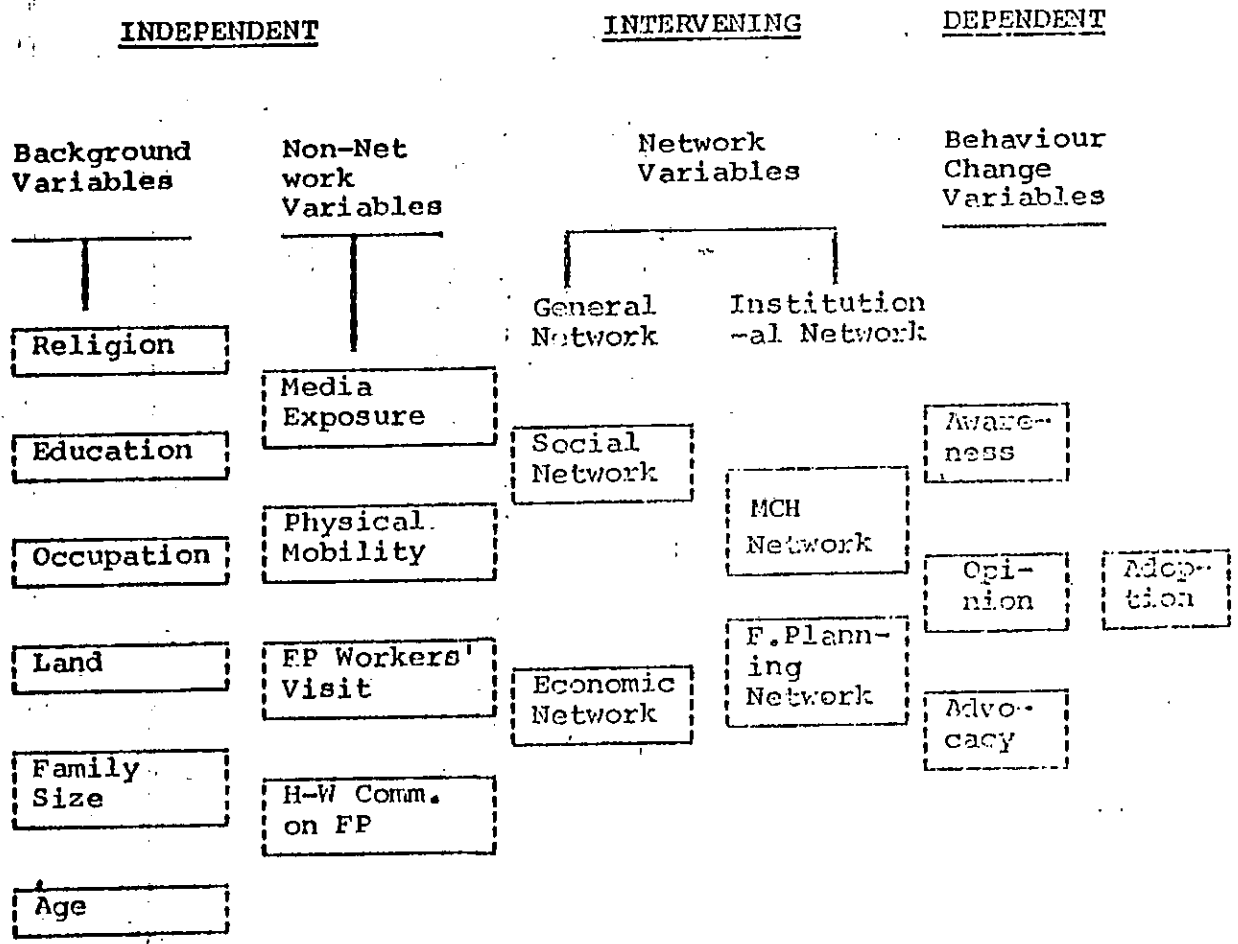 INDEPENDENT
INTERVENING
DEPENDENT
Background
Variables
Non-Net
work
Variables
Network
Variables
Behaviour
Change
Variables
General
Network
Institution
-al Network
Religion
Education
Occupation
Land
Family
Size
Age
Media
Exposure
Physical
Mobility
FP Workers'
Visit
H-W Comm.
on FP
Social
Network
Economic
Network
MCH
Network
F.Plann-
ing
Network
Aware-
ness
Opi-
nion
Advo-
cacy
Adop-
tion